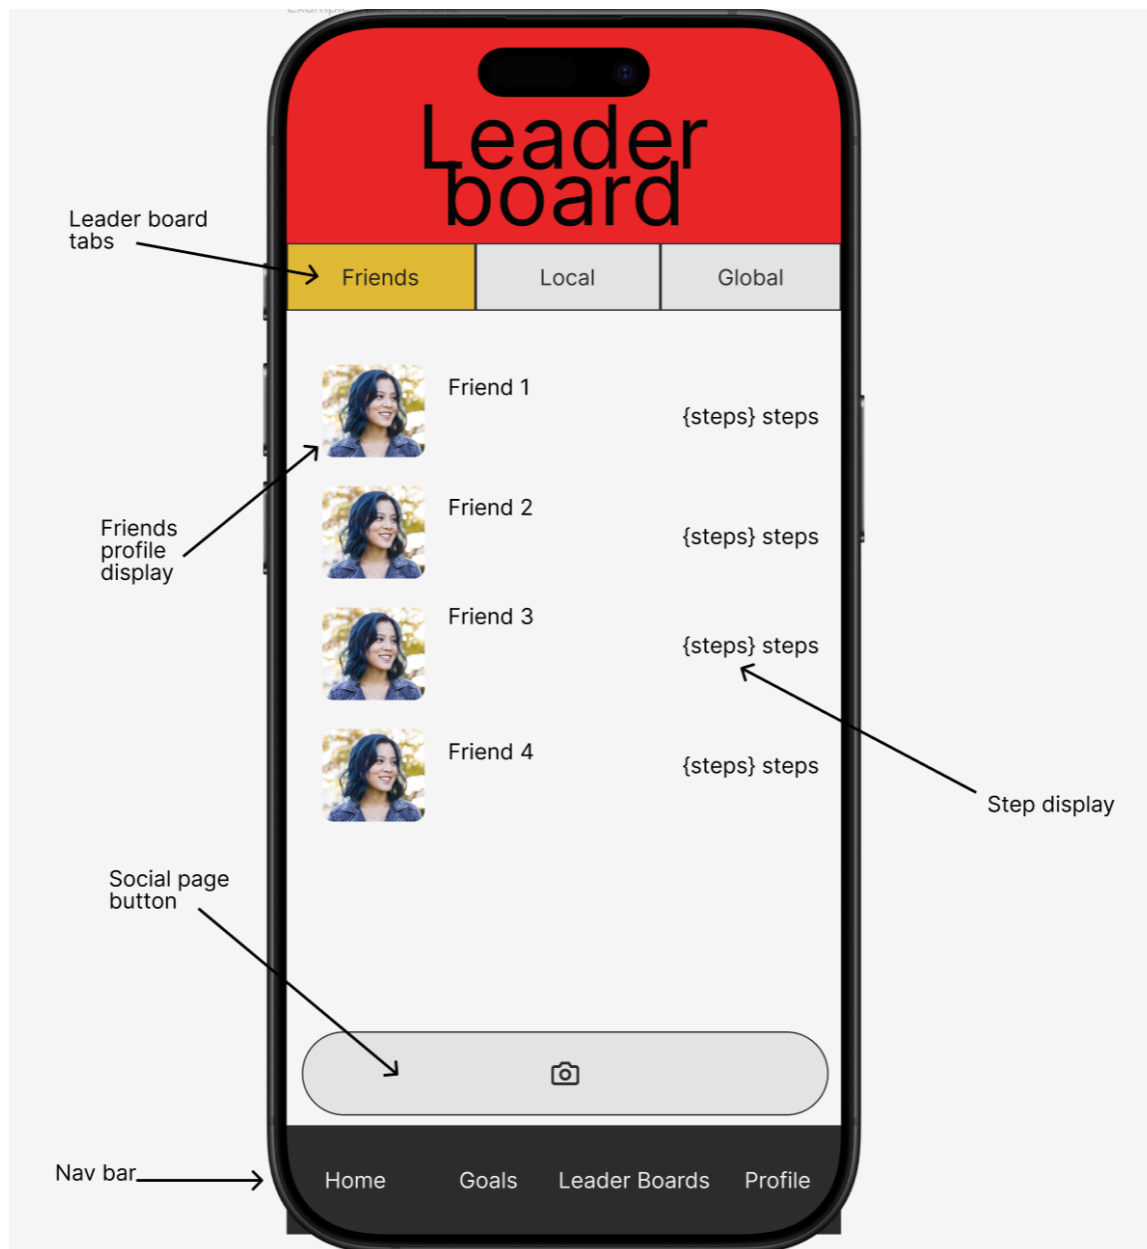 Leader
board
Leader board
tabs
Friends
Local
Global
Friend 1
{steps} steps
Friend 2
{steps} steps
Friends
profile
display
Friend 3
{steps} steps
Friend 4
{steps} steps
Step display
Social page
button
Nav bar
Home
Goals
Leader Boards
Profile